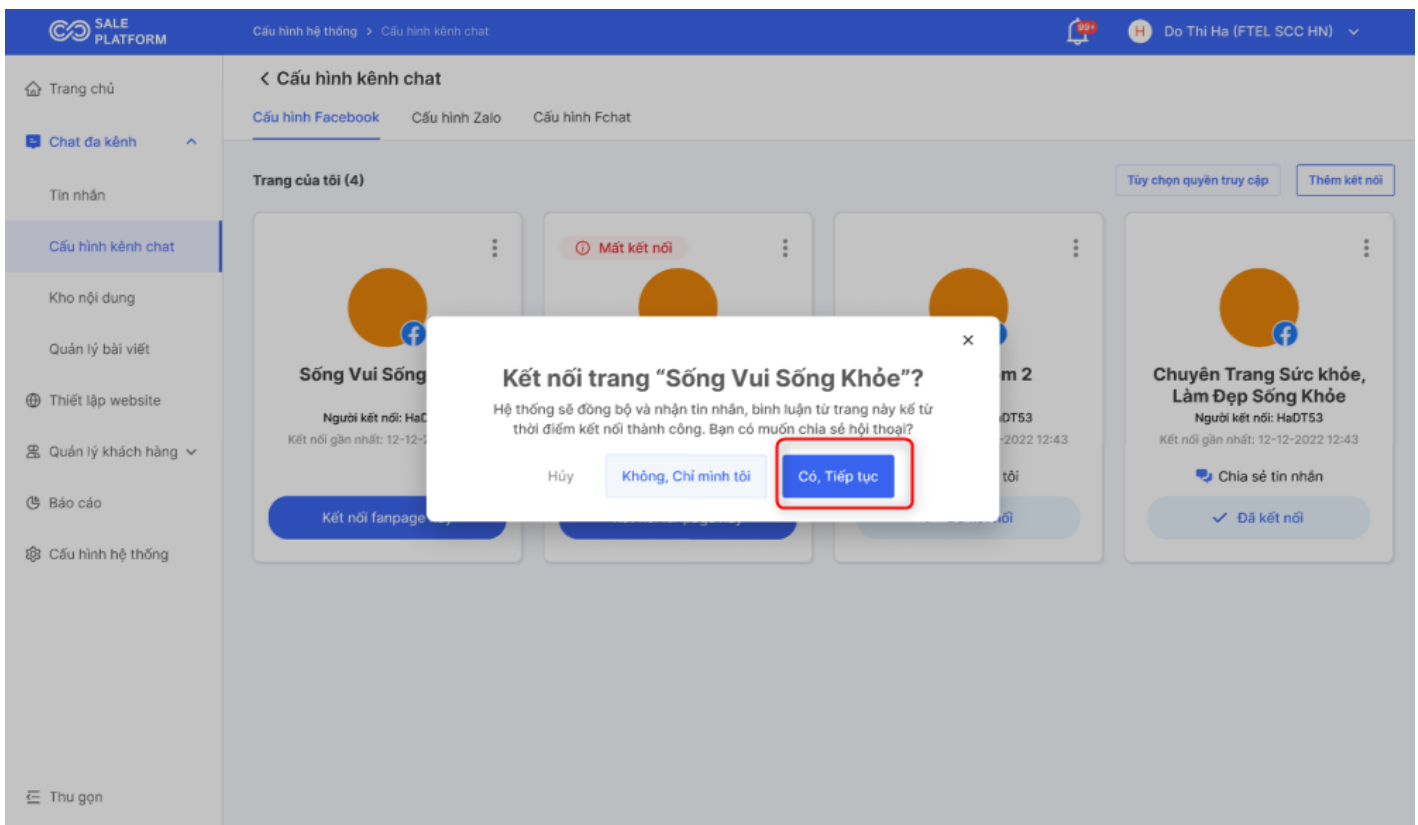 SALE
PLATFORM
Cấu hình hệ thống > Cấu hình kênh chat
99+
H
Do Thi Ha (FTEL SCC HN)
Trang chủ
Chat đa kênh
Tin nhắn
Cấu hình kênh chat
Kho nội dung
Quản lý bài viết
Thiết lập website
Quản lý khách hàng
Báo cáo
Cấu hình hệ thống
Thu gọn
Cấu hình kênh chat
Cấu hình Facebook
Cấu hình Zalo
Cấu hình Fchat
Trang của tôi (4)
Tùy chọn quyền truy cập
Thêm kết nối
Sống Vui Sống
Người kết nối:
Kết nối gần nhất: 12-12-
Kết nối fanpage
Mất kết nối
m 2
DT53
-2022 12:43
tôi
Chuyên Trang Sức khỏe,
Làm Đẹp Sống Khỏe
Người kết nối: HaDT53
Kết nối gần nhất: 12-12-2022 12:43
Chia sẻ tin nhắn
Đã kết nối
Kết nối trang “Sống Vui Sống Khỏe”?
Hệ thống sẽ đồng bộ và nhận tin nhắn, bình luận từ trang này kể từ
thời điểm kết nối thành công. Bạn có muốn chia sẻ hội thoại?
Hủy
Không, Chỉ mình tôi
Có, Tiếp tục